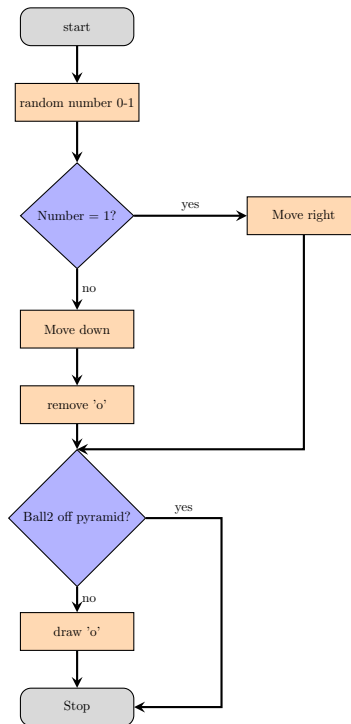 start
random number 0-1
Number = 1?
yes
Move right
no
Move down
remove 'o'
Ball2 off pyramid?
yes
no
draw 'o'
Stop